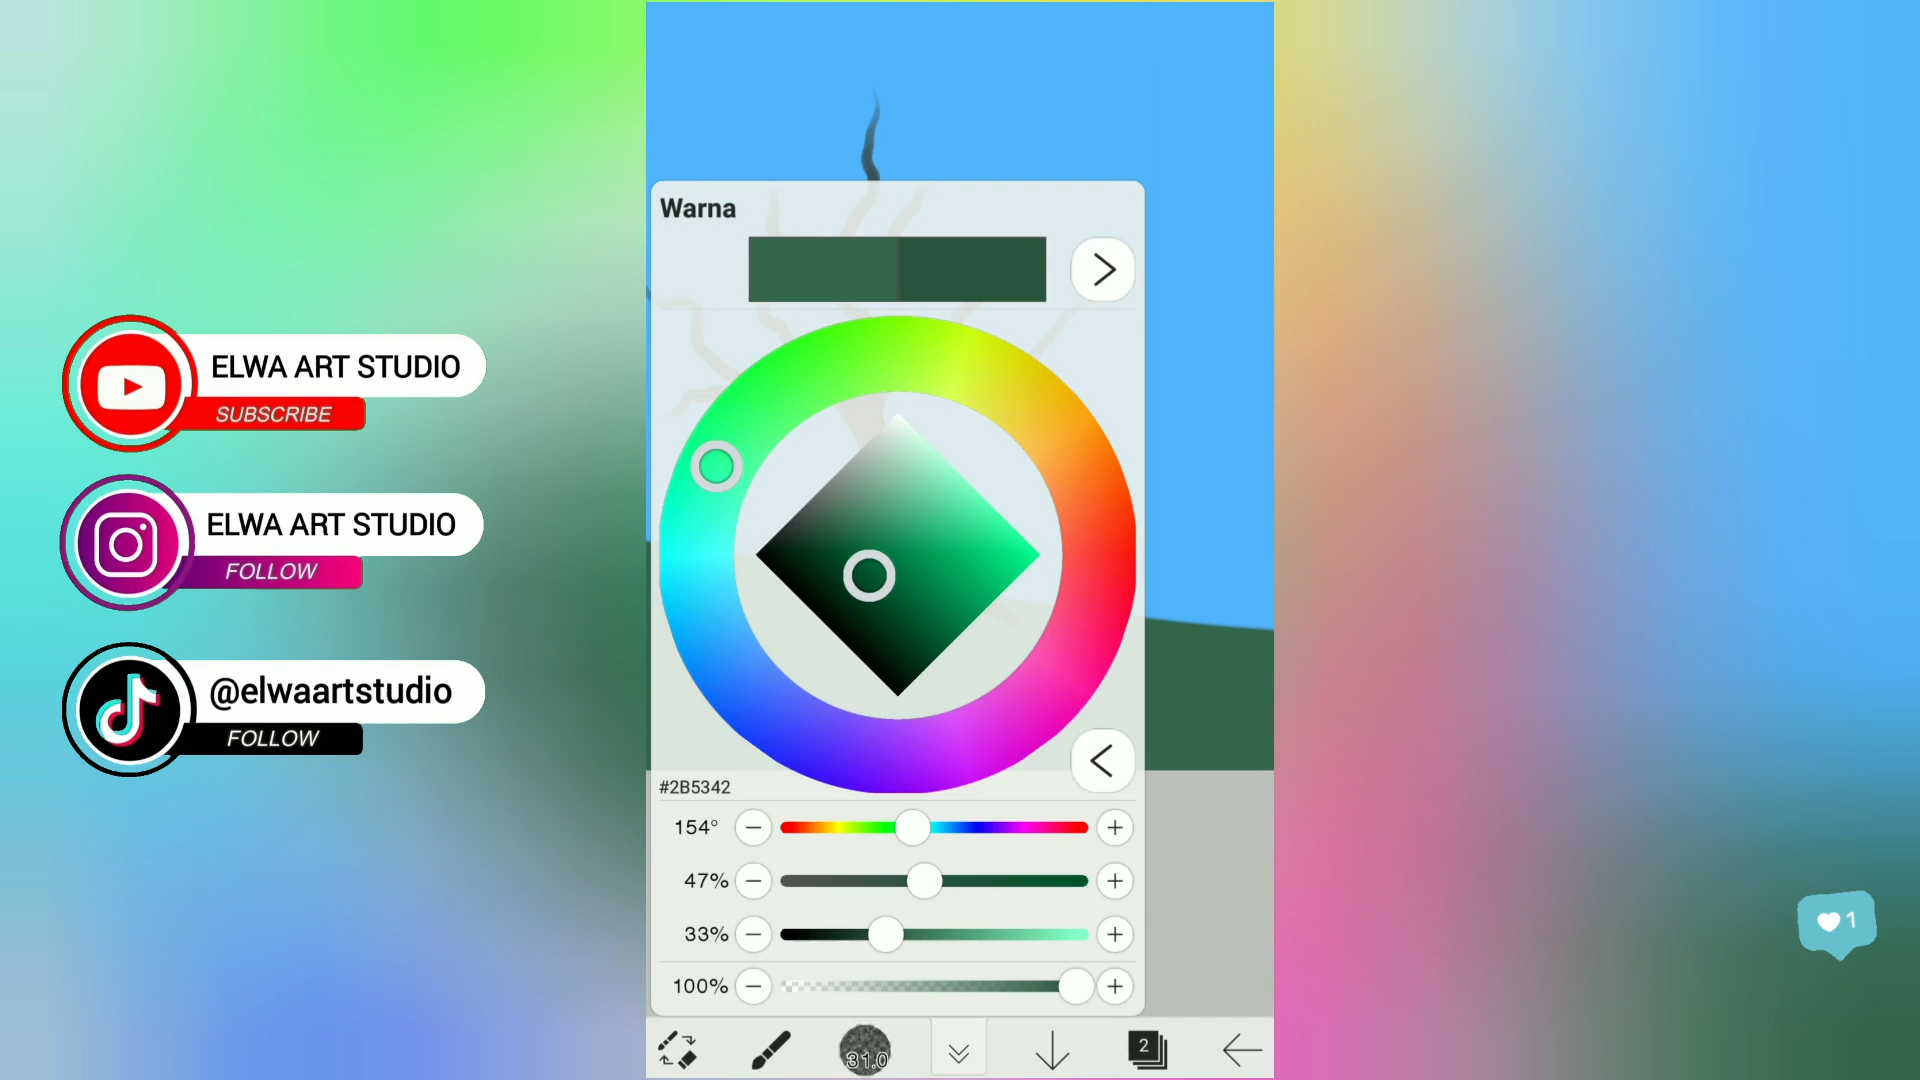 ELWA ART STUDIO
SUBSCRIBE
ELWA ART STUDIO
FOLLOW
@elwaartstudio
FOLLOW
Warna
#2B5342
154°
47%
33%
100%
31.0
2
1